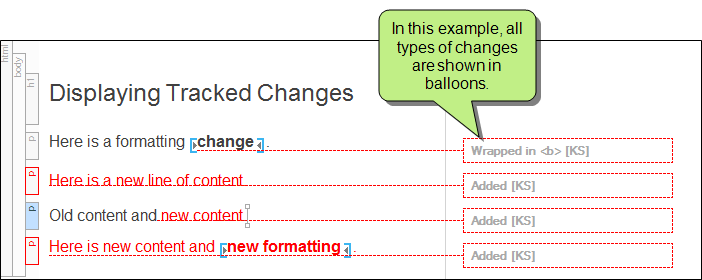 In this example, all
types of changes
are shown in
balloons.
html
body
h1
Displaying Tracked Changes
p
Here is a formatting change.
Wrapped in <b> [KS]
p
Here is a new line of content
Added [KS]
p
Old content and new content
Added [KS]
p
Here is new content and new formatting.
Added [KS]